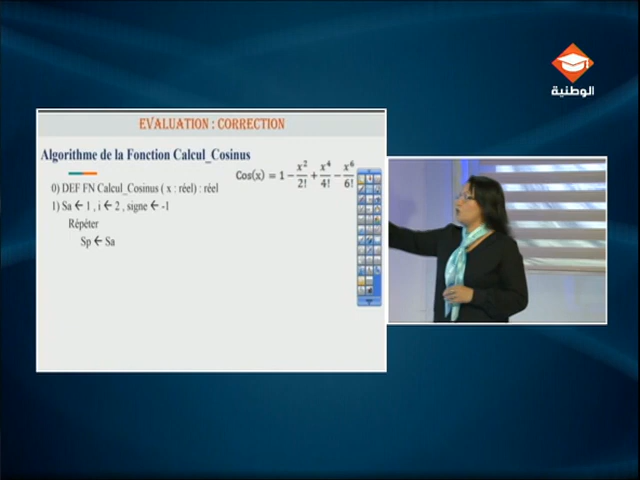 الوطنية
EVALUATION : CORRECTION
Algorithme de la Fonction Calcul_Cosinus
Cos(x) = 1 − x²/2! + x⁴/4! − x⁶/6!
0) DEF FN Calcul_Cosinus ( x : réel) : réel
1) Sa ← 1 , i ← 2 , signe ← -1
Répéter
Sp ← Sa